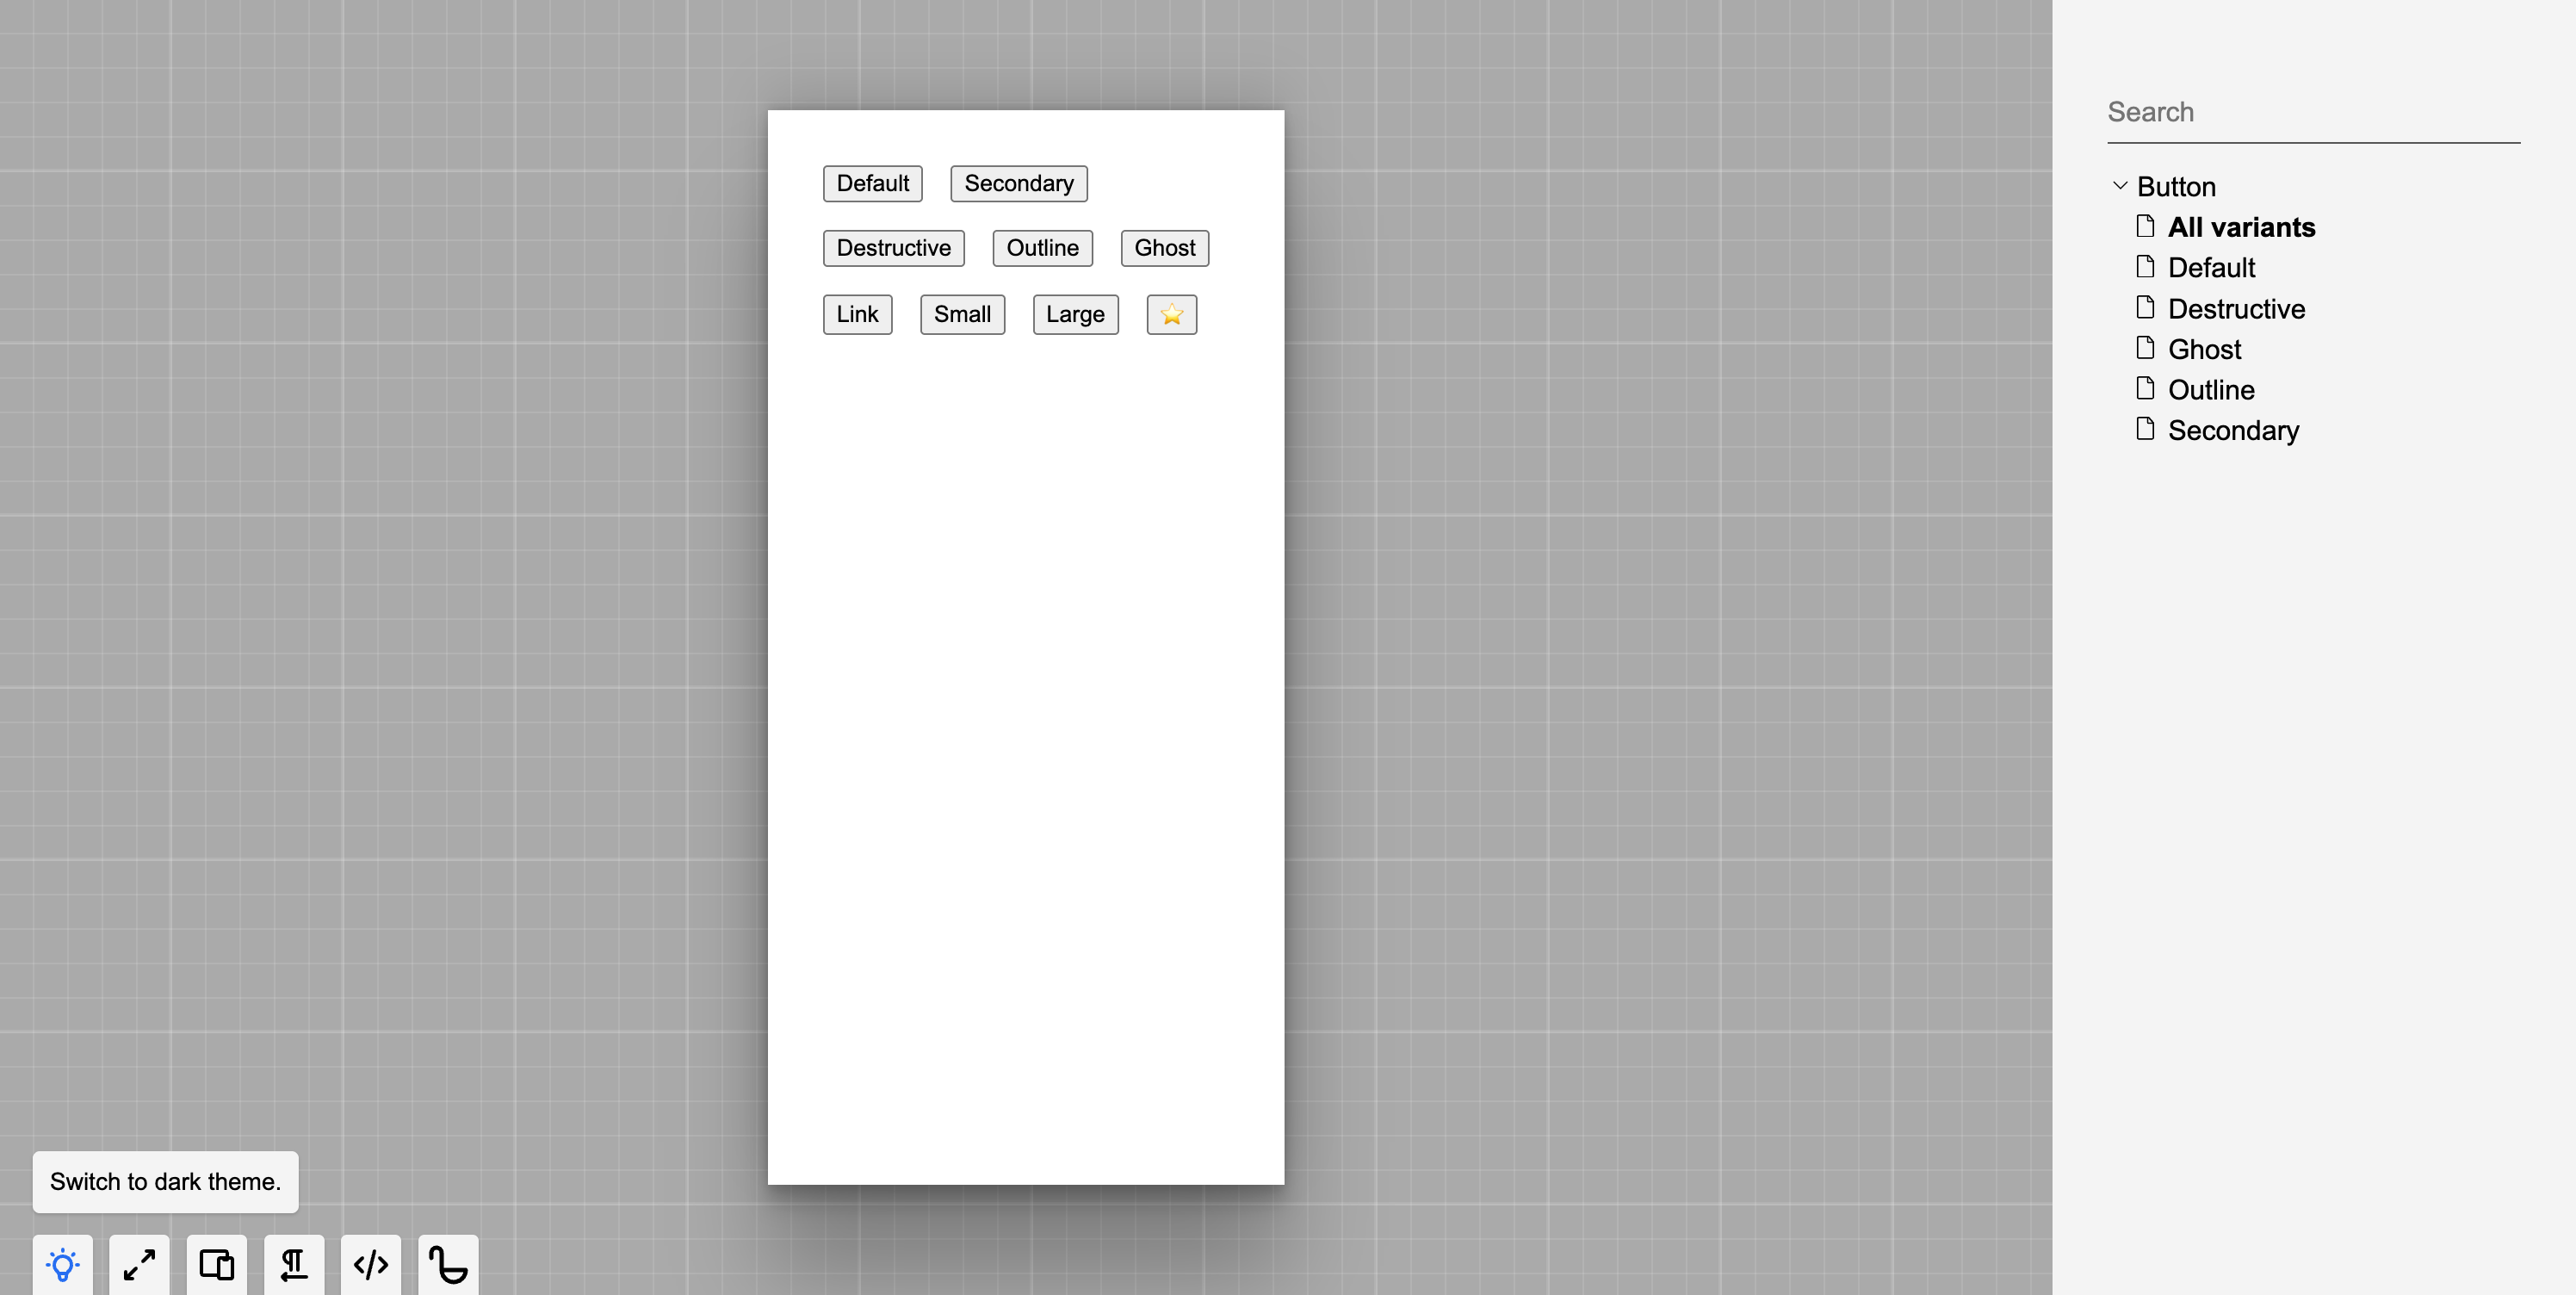 Default Secondary
Destructive Outline Ghost
Link Small Large ⭐
Search
Button
All variants
Default
Destructive
Ghost
Outline
Secondary
Switch to dark theme.